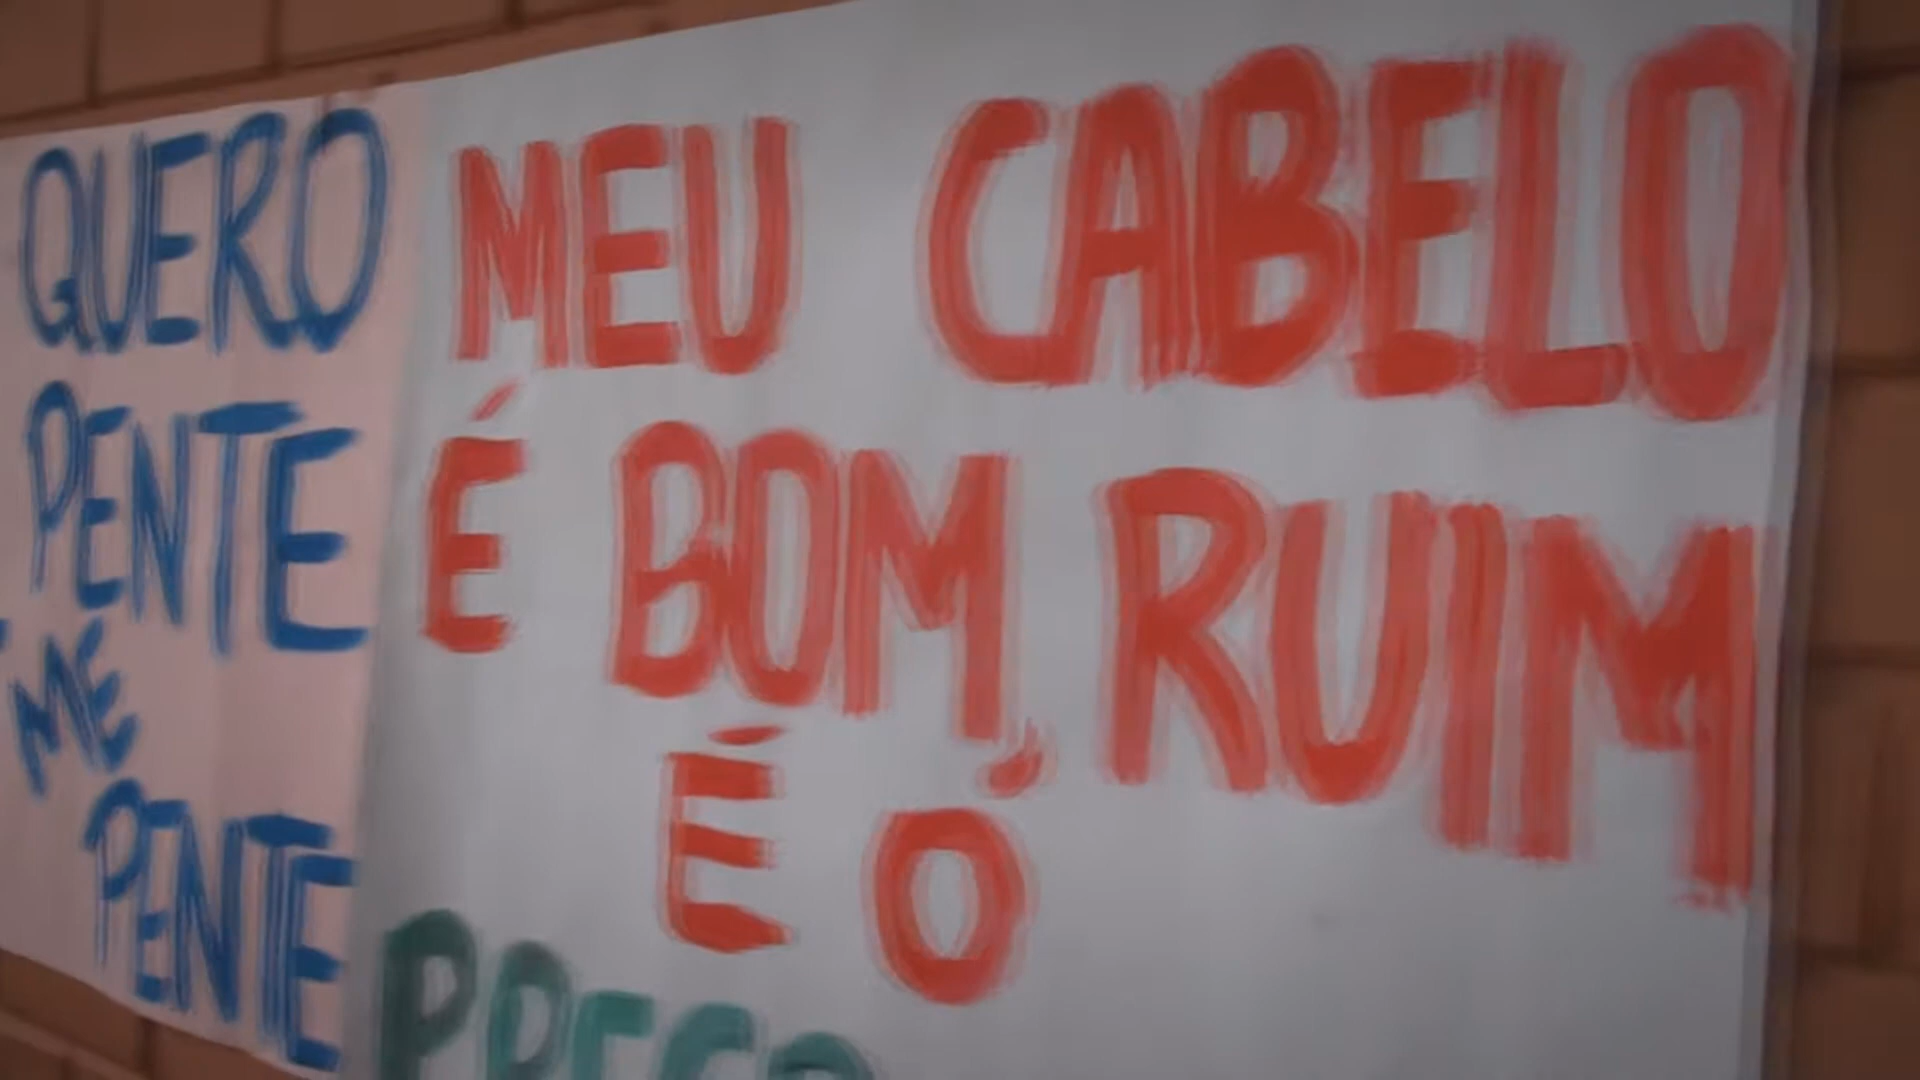 QUERO
PENTE
ME
PENTE
MEU CABELO
É BOM, RUIM
É Ó